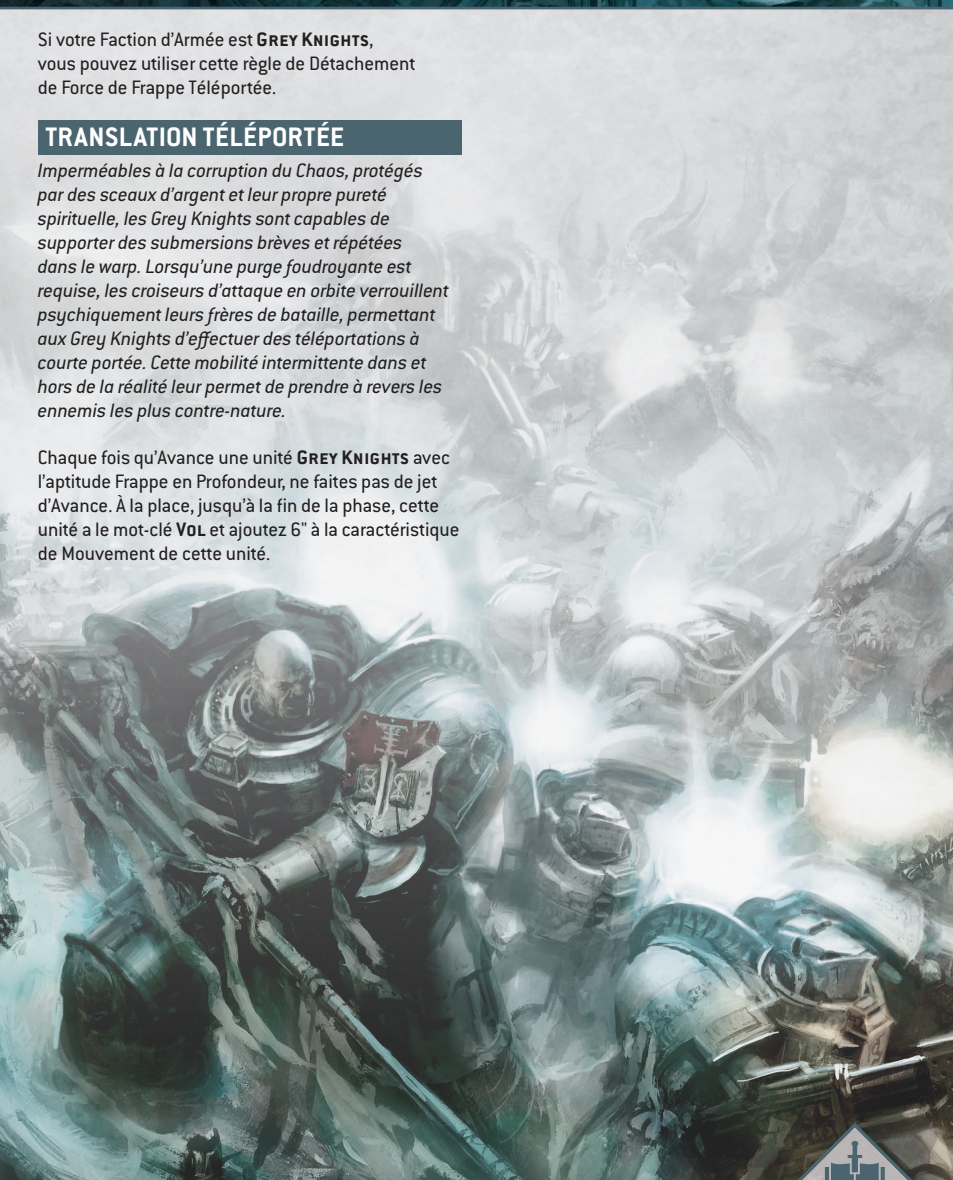 Si votre Faction d’Armée est GREY KNIGHTS,
vous pouvez utiliser cette règle de Détachement
de Force de Frappe Téléportée.
TRANSLATION TÉLÉPORTÉE
Imperméables à la corruption du Chaos, protégés
par des sceaux d’argent et leur propre pureté
spirituelle, les Grey Knights sont capables de
supporter des submersions brèves et répétées
dans le warp. Lorsqu’une purge foudroyante est
requise, les croiseurs d’attaque en orbite verrouillent
psychiquement leurs frères de bataille, permettant
aux Grey Knights d’effectuer des téléportations à
courte portée. Cette mobilité intermittente dans et
hors de la réalité leur permet de prendre à revers les
ennemis les plus contre-nature.
Chaque fois qu’Avance une unité GREY KNIGHTS avec
l’aptitude Frappe en Profondeur, ne faites pas de jet
d’Avance. À la place, jusqu’à la fin de la phase, cette
unité a le mot-clé VOL et ajoutez 6" à la caractéristique
de Mouvement de cette unité.